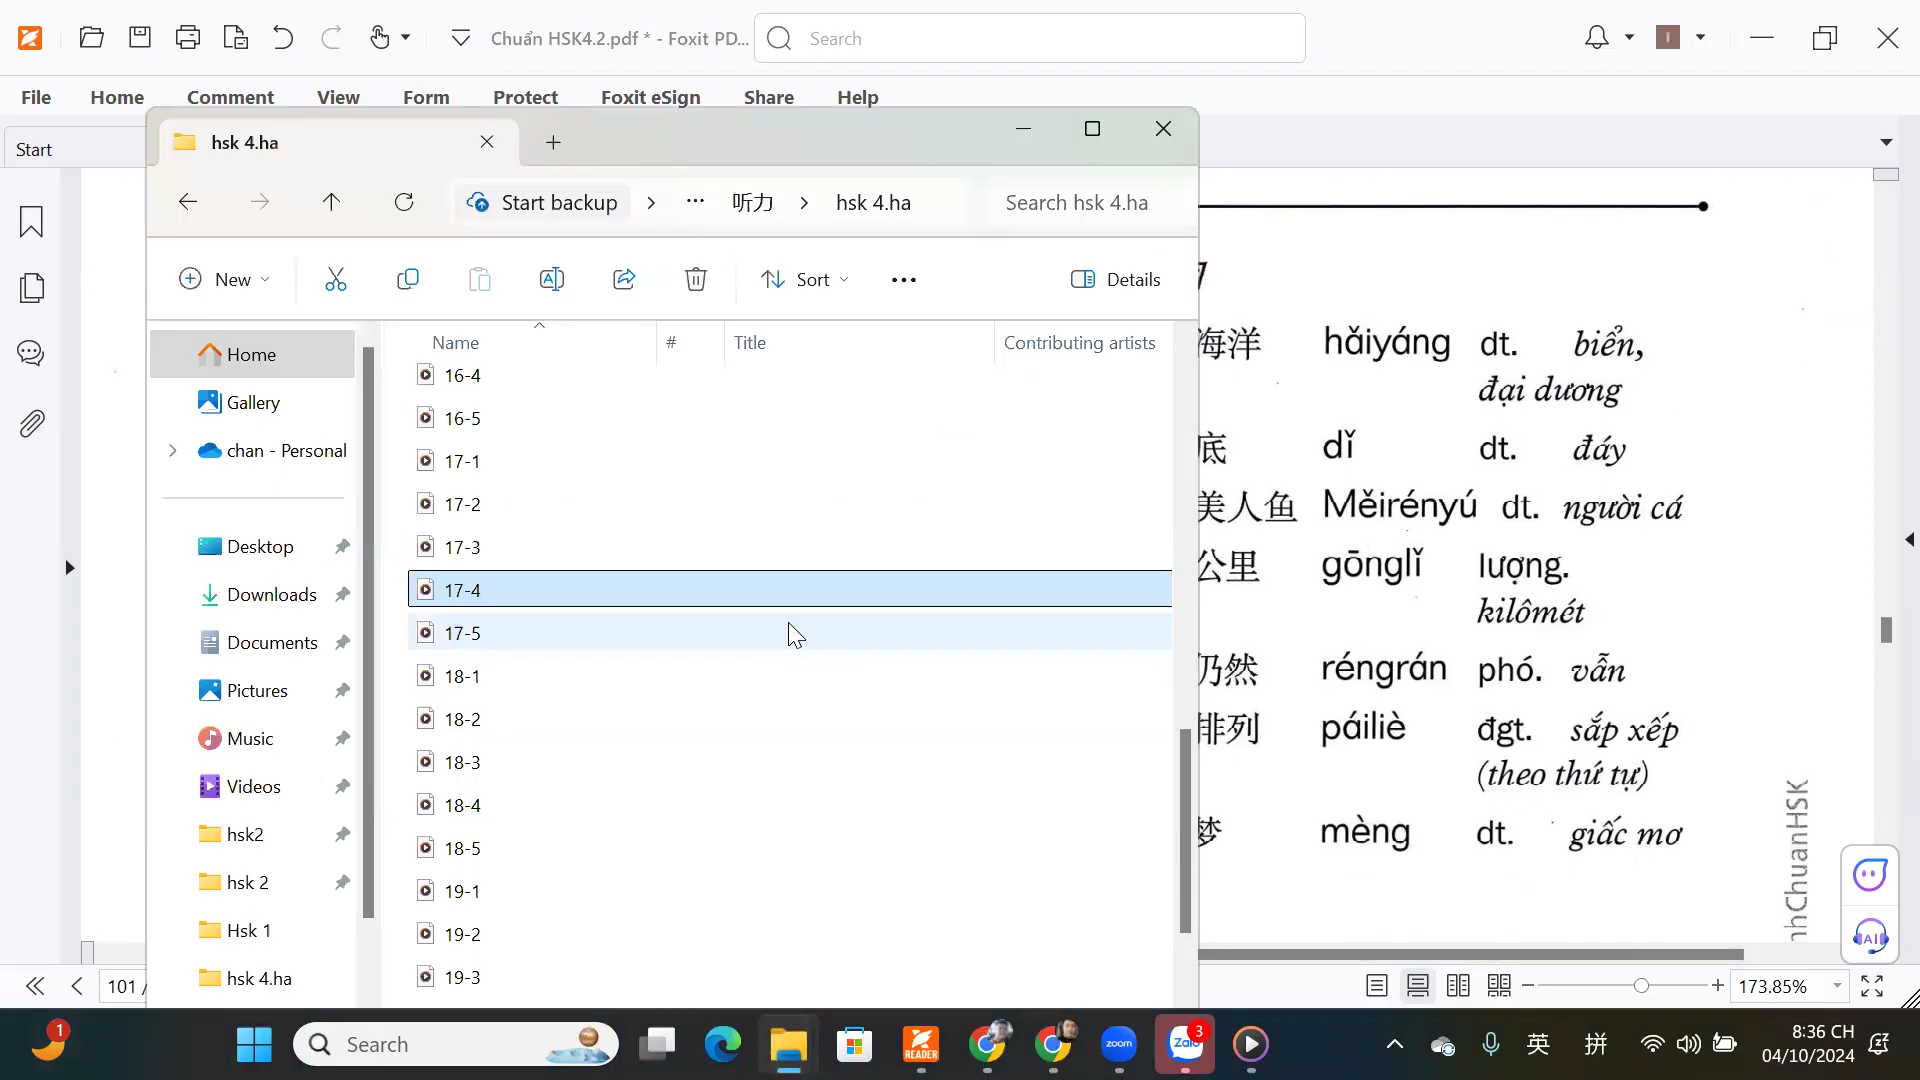 Chuẩn HSK4.2.pdf * - Foxit PD...
Search
File Home Comment View Form Protect Foxit eSign Share Help
Start
hsk 4.ha
Start backup > ... 听力 > hsk 4.ha
Search hsk 4.ha
New
Sort
Details
Home
Gallery
chan - Personal
Desktop
Downloads
Documents
Pictures
Music
Videos
hsk2
hsk 2
Hsk 1
hsk 4.ha
Name # Title Contributing artists
16-4
16-5
17-1
17-2
17-3
17-4
17-5
18-1
18-2
18-3
18-4
18-5
19-1
19-2
19-3
海洋 hǎiyáng dt. biển,
đại dương
底 dǐ dt. đáy
美人鱼 Měirényú dt. người cá
公里 gōnglǐ lượng.
kilômét
仍然 réngrán phó. vẫn
排列 páiliè đgt. sắp xếp
(theo thứ tự)
梦 mèng dt. giấc mơ
nhChuanHSK
AI
101 /
173.85%
1
Search
READER
zoom
Zalo
3
英
拼
8:36 CH
04/10/2024